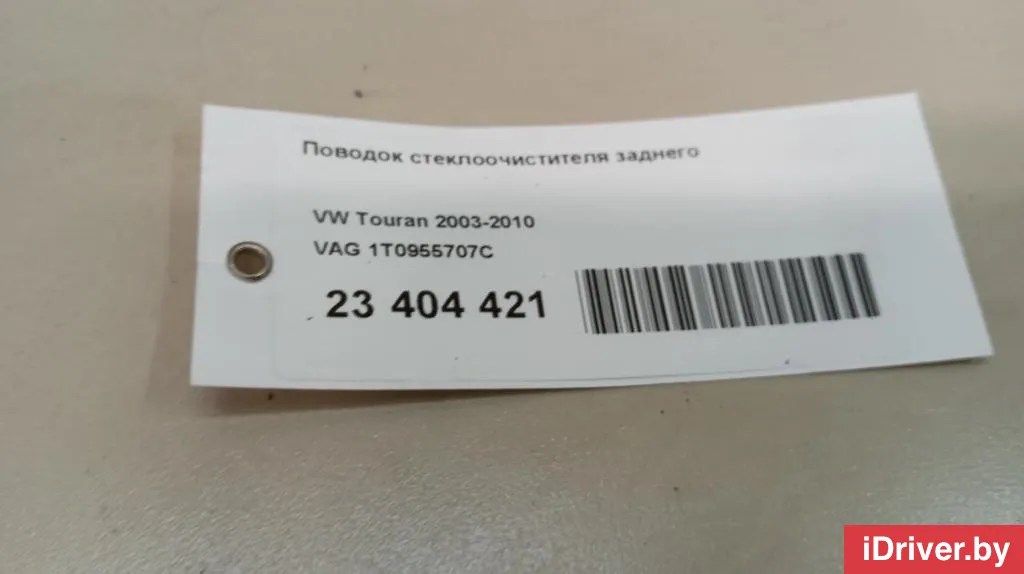 Поводок стеклоочистителя заднего
VW Touran 2003-2010
VAG 1T0955707C
23 404 421
iDriver.by